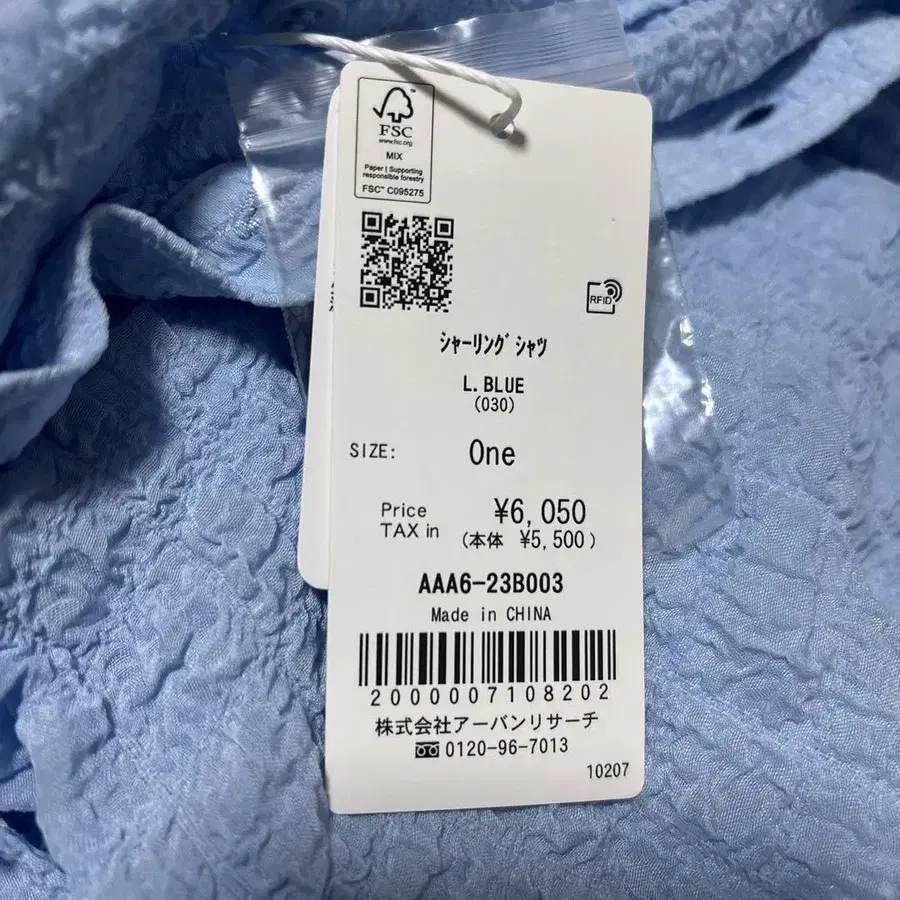 FSC
www.fsc.org
MIX
Paper | Supporting
responsible forestry
FSC™ C095275
RFID
シャーリングシャツ
L.BLUE
(030)
SIZE: One
Price ¥6,050
TAX in (本体 ¥5,500)
AAA6-23B003
Made in CHINA
2000007108202
株式会社アーバンリサーチ
0120-96-7013
10207